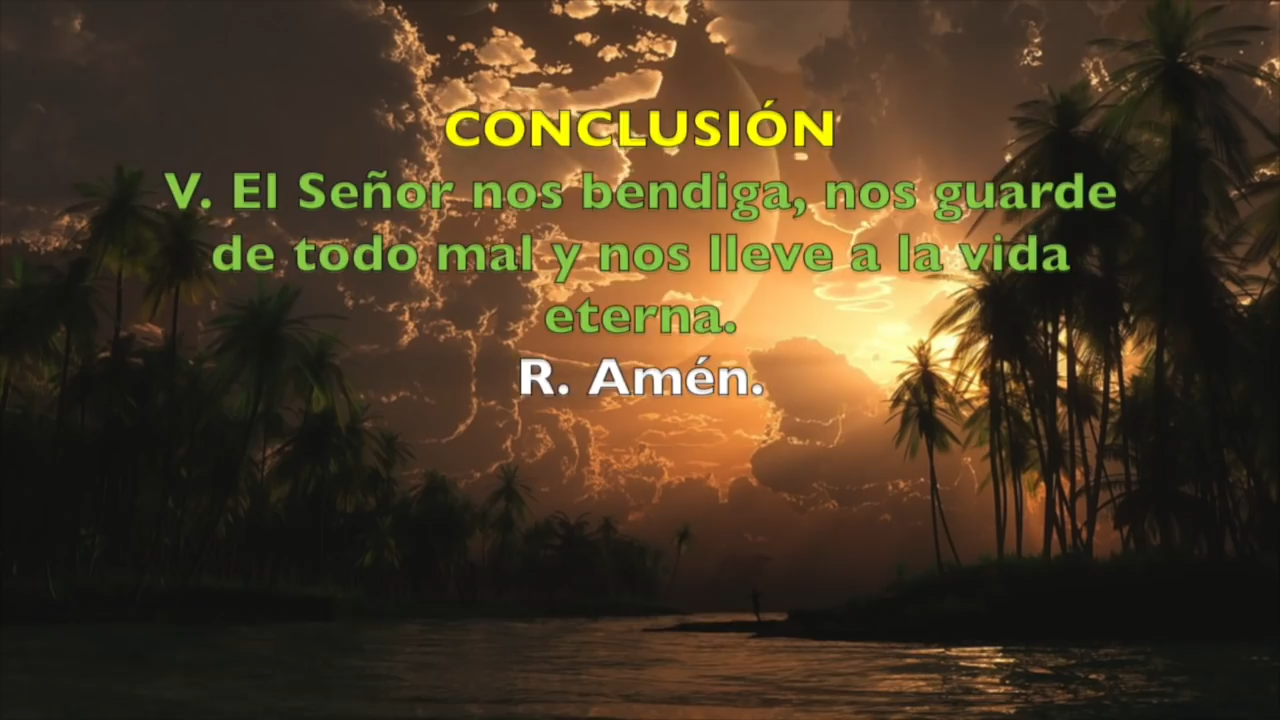 CONCLUSIÓN
V. El Señor nos bendiga, nos guarde
de todo mal y nos lleve a la vida
eterna.
R. Amén.